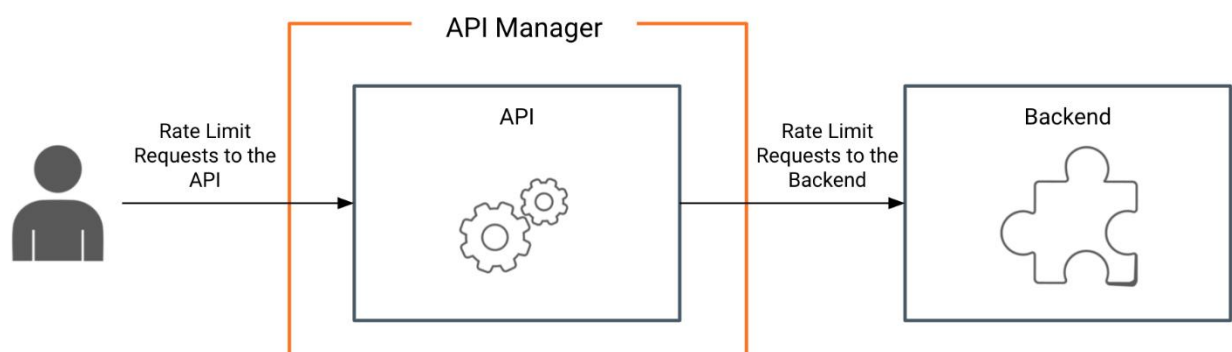 API Manager
API
Backend
Rate Limit
Requests to the
API
Rate Limit
Requests to the
Backend